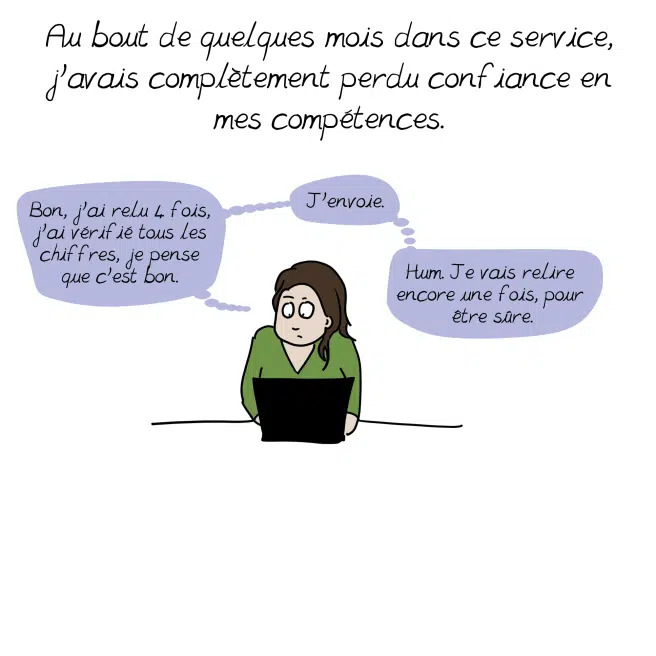 Au bout de quelques mois dans ce service,
j'avais complètement perdu confiance en
mes compétences.
Bon, j'ai relu 4 fois,
j'ai vérifié tous les
chiffres, je pense
que c'est bon.
J'envoie.
Hum. Je vais relire
encore une fois, pour
être sûre.